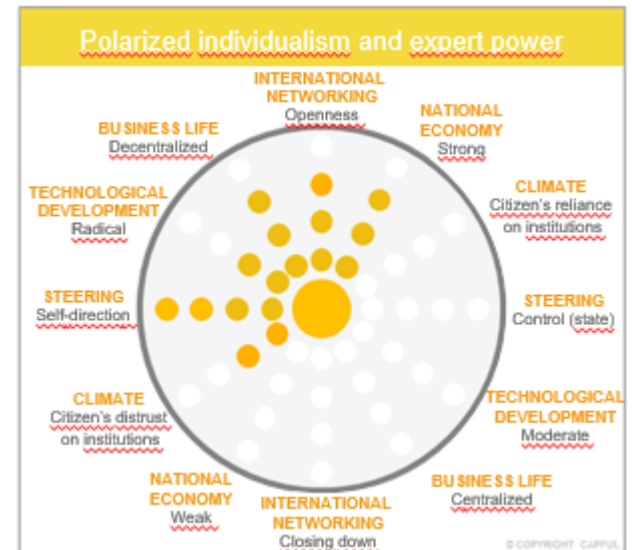 Polarized individualism and expert power
INTERNATIONAL
NETWORKING
Openness
NATIONAL
ECONOMY
Strong
BUSINESS LIFE
Decentralized
CLIMATE
Citizen's reliance
on institutions
TECHNOLOGICAL
DEVELOPMENT
Radical
STEERING
Self-direction
STEERING
Control (state)
CLIMATE
Citizen's distrust
on institutions
TECHNOLOGICAL
DEVELOPMENT
Moderate
NATIONAL
ECONOMY
Weak
BUSINESS LIFE
Centralized
INTERNATIONAL
NETWORKING
Closing down
© COPYRIGHT CAPFUL